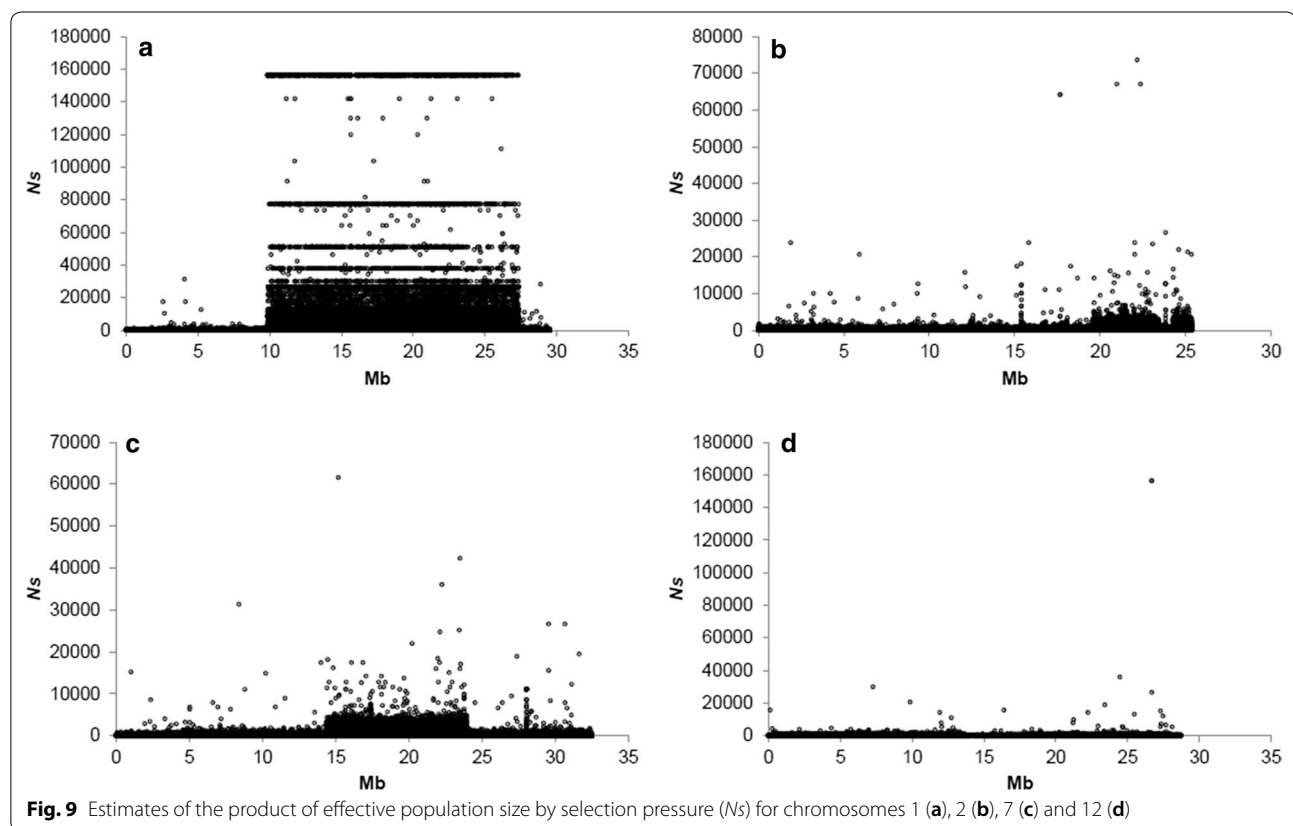 a
180000
160000
140000
120000
100000
80000
60000
40000
20000
0
Ns
0 5 10 15 20 25 30 35
Mb
b
80000
70000
60000
50000
40000
30000
20000
10000
0
Ns
0 5 10 15 20 25 30
Mb
c
70000
60000
50000
40000
30000
20000
10000
0
Ns
0 5 10 15 20 25 30 35
Mb
d
180000
160000
140000
120000
100000
80000
60000
40000
20000
0
Ns
0 5 10 15 20 25 30 35
Mb
Fig. 9 Estimates of the product of effective population size by selection pressure (Ns) for chromosomes 1 (a), 2 (b), 7 (c) and 12 (d)